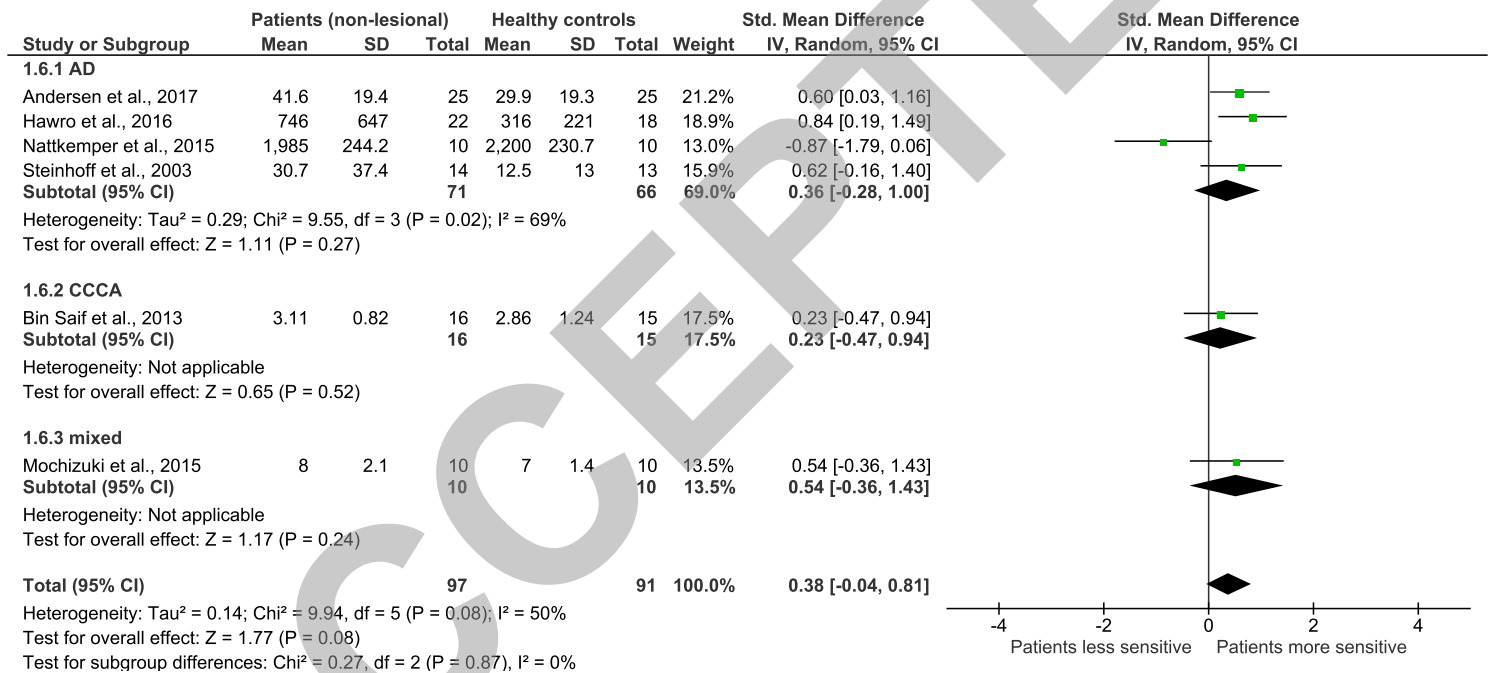 Patients (non-lesional) Healthy controls Std. Mean Difference Std. Mean Difference
Study or Subgroup Mean SD Total Mean SD Total Weight IV, Random, 95% CI IV, Random, 95% CI
1.6.1 AD
Andersen et al., 2017 41.6 19.4 25 29.9 19.3 25 21.2% 0.60 [0.03, 1.16]
Hawro et al., 2016 746 647 22 316 221 18 18.9% 0.84 [0.19, 1.49]
Nattkemper et al., 2015 1,985 244.2 10 2,200 230.7 10 13.0% -0.87 [-1.79, 0.06]
Steinhoff et al., 2003 30.7 37.4 14 12.5 13 13 15.9% 0.62 [-0.16, 1.40]
Subtotal (95% CI) 71 66 69.0% 0.36 [-0.28, 1.00]
Heterogeneity: Tau² = 0.29; Chi² = 9.55, df = 3 (P = 0.02); I² = 69%
Test for overall effect: Z = 1.11 (P = 0.27)
1.6.2 CCCA
Bin Saif et al., 2013 3.11 0.82 16 2.86 1.24 15 17.5% 0.23 [-0.47, 0.94]
Subtotal (95% CI) 16 15 17.5% 0.23 [-0.47, 0.94]
Heterogeneity: Not applicable
Test for overall effect: Z = 0.65 (P = 0.52)
1.6.3 mixed
Mochizuki et al., 2015 8 2.1 10 7 1.4 10 13.5% 0.54 [-0.36, 1.43]
Subtotal (95% CI) 10 10 13.5% 0.54 [-0.36, 1.43]
Heterogeneity: Not applicable
Test for overall effect: Z = 1.17 (P = 0.24)
Total (95% CI) 97 91 100.0% 0.38 [-0.04, 0.81]
Heterogeneity: Tau² = 0.14; Chi² = 9.94, df = 5 (P = 0.08); I² = 50%
Test for overall effect: Z = 1.77 (P = 0.08)
Test for subgroup differences: Chi² = 0.27, df = 2 (P = 0.87), I² = 0%
-4 -2 0 2 4
Patients less sensitive Patients more sensitive
CCEPTE